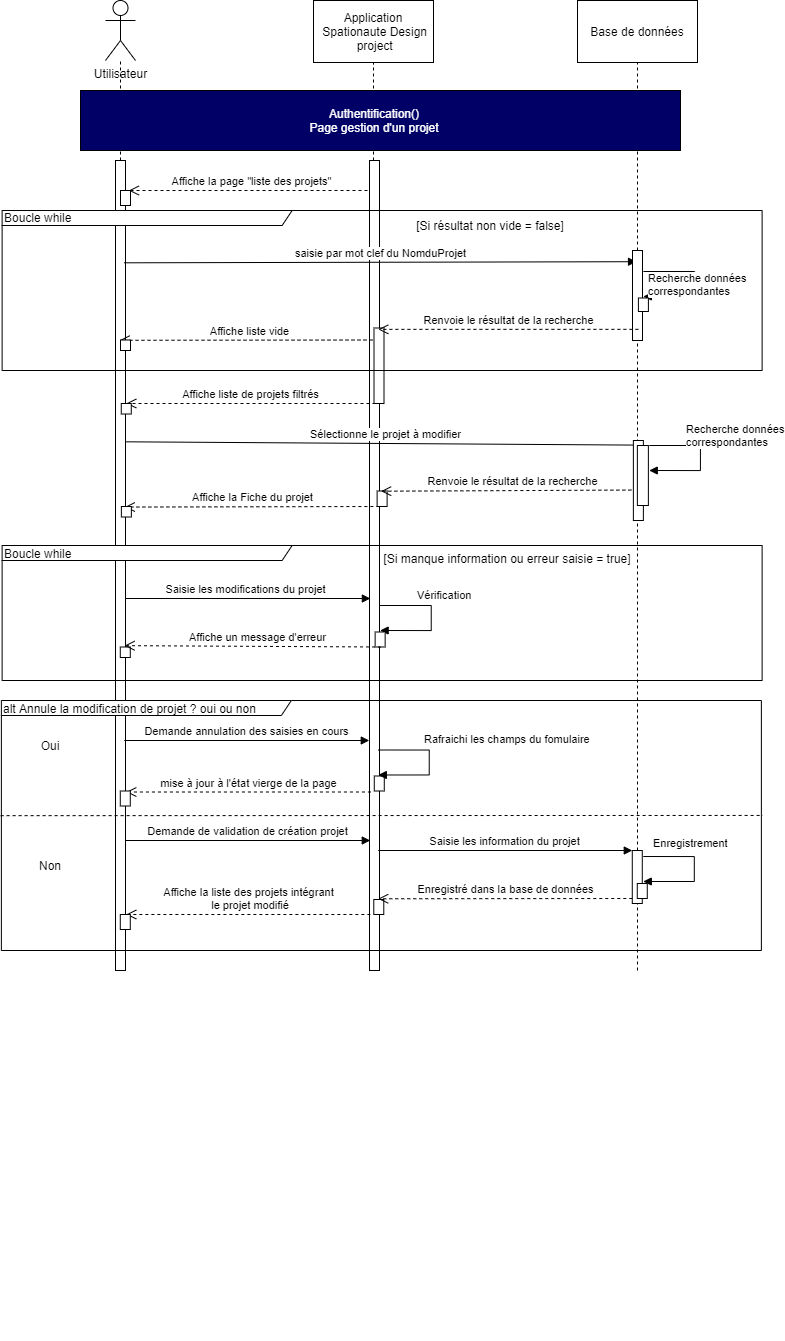 Utilisateur
Application
Spationaute Design
project
Base de données
Authentification()
Page gestion d'un projet
Affiche la page "liste des projets"
Boucle while
[Si résultat non vide = false]
saisie par mot clef du NomduProjet
Recherche données
correspondantes
Renvoie le résultat de la recherche
Affiche liste vide
Affiche liste de projets filtrés
Sélectionne le projet à modifier
Recherche données
correspondantes
Renvoie le résultat de la recherche
Affiche la Fiche du projet
Boucle while
[Si manque information ou erreur saisie = true]
Saisie les modifications du projet
Vérification
Affiche un message d'erreur
alt Annule la modification de projet ? oui ou non
Oui
Demande annulation des saisies en cours
Rafraichi les champs du fomulaire
mise à jour à l'état vierge de la page
Non
Demande de validation de création projet
Saisie les information du projet
Enregistrement
Enregistré dans la base de données
Affiche la liste des projets intégrant
le projet modifié